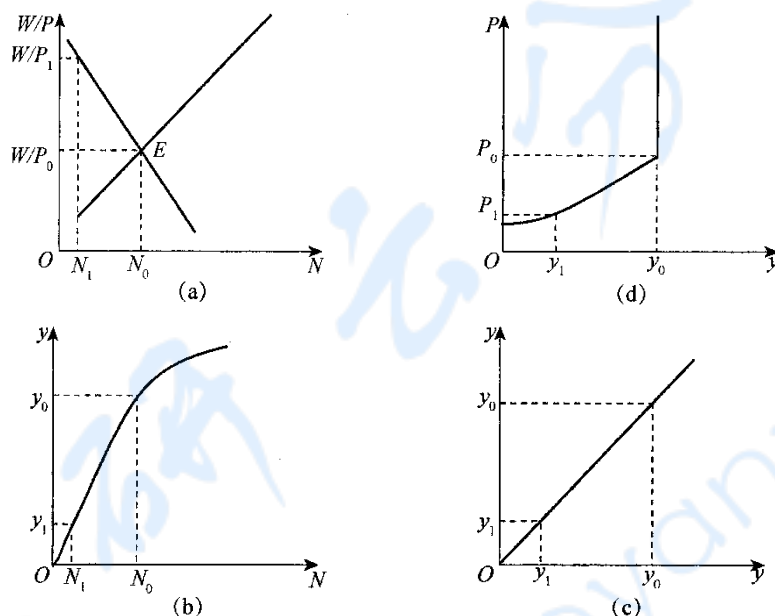 W/P
W/P₁
W/P₀
E
O
N₁
N₀
N
(a)
P
P₀
P₁
O
y₁
y₀
y
(d)
y
y₀
y₁
O
N₁
N₀
N
(b)
y
y₀
y₁
O
y₁
y₀
y
(c)